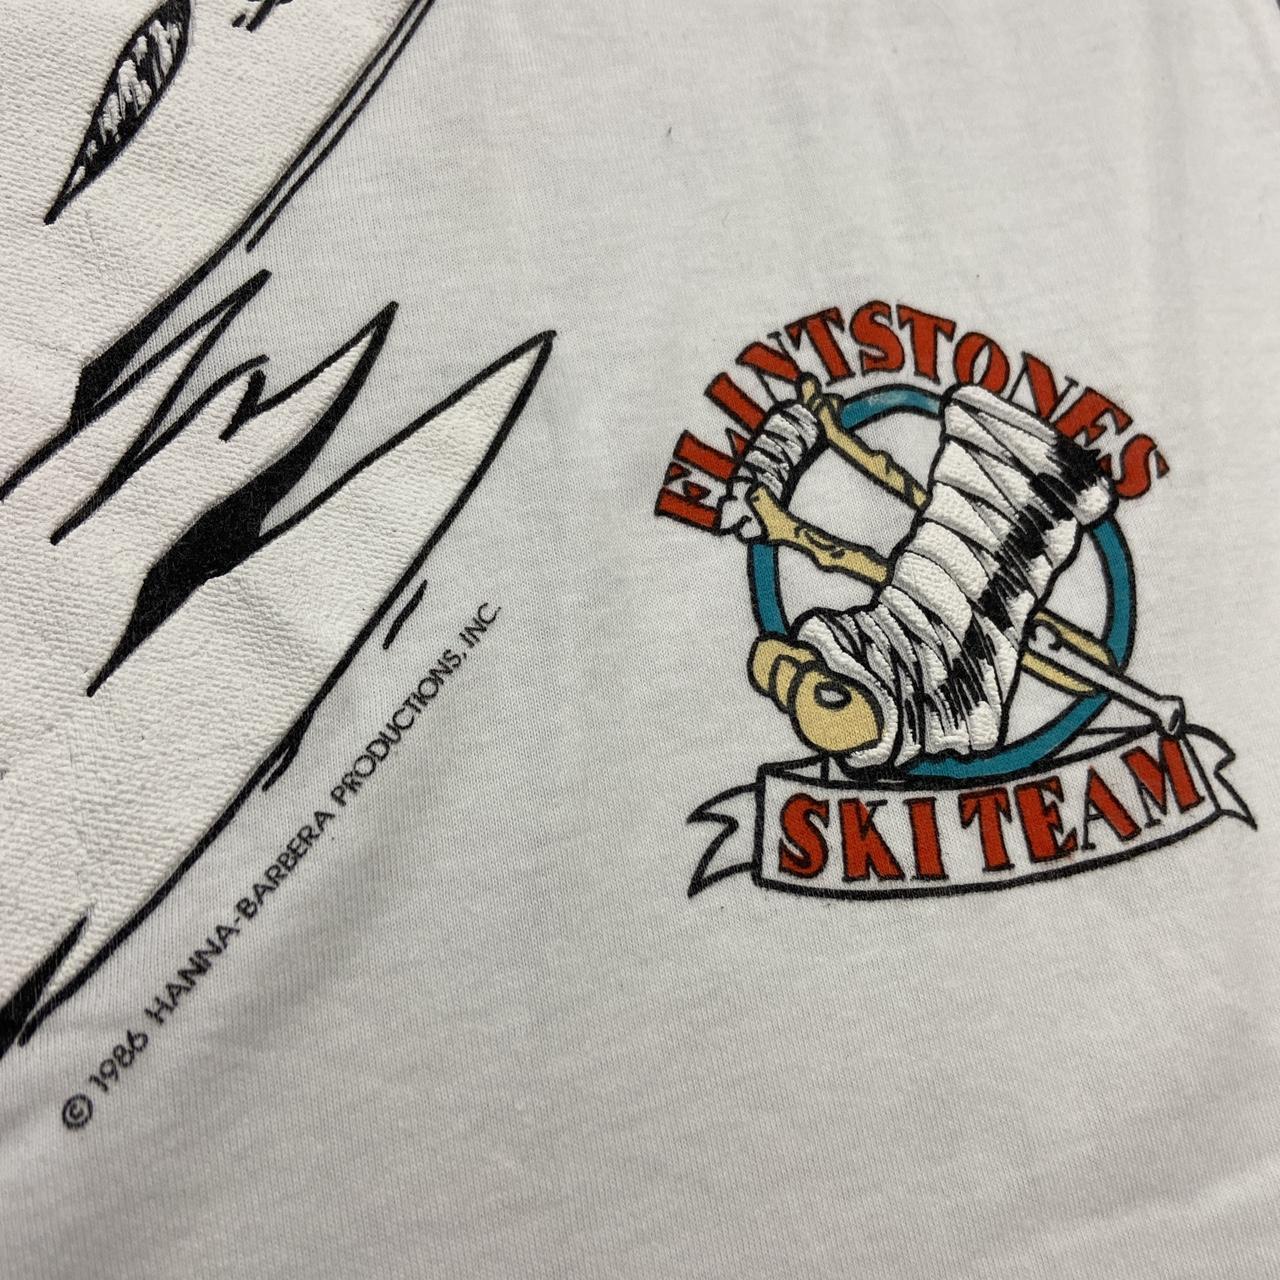 FLINTSTONES
SKI TEAM
© 1986 HANNA-BARBERA PRODUCTIONS, INC.